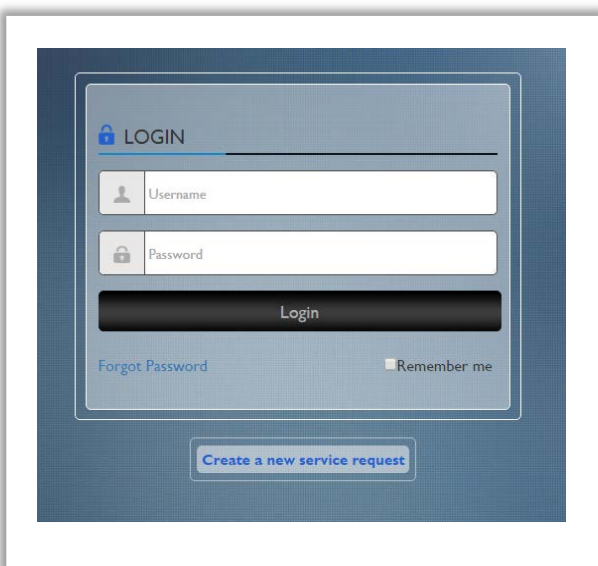 LOGIN
Username
Password
Login
Forgot Password Remember me
Create a new service request